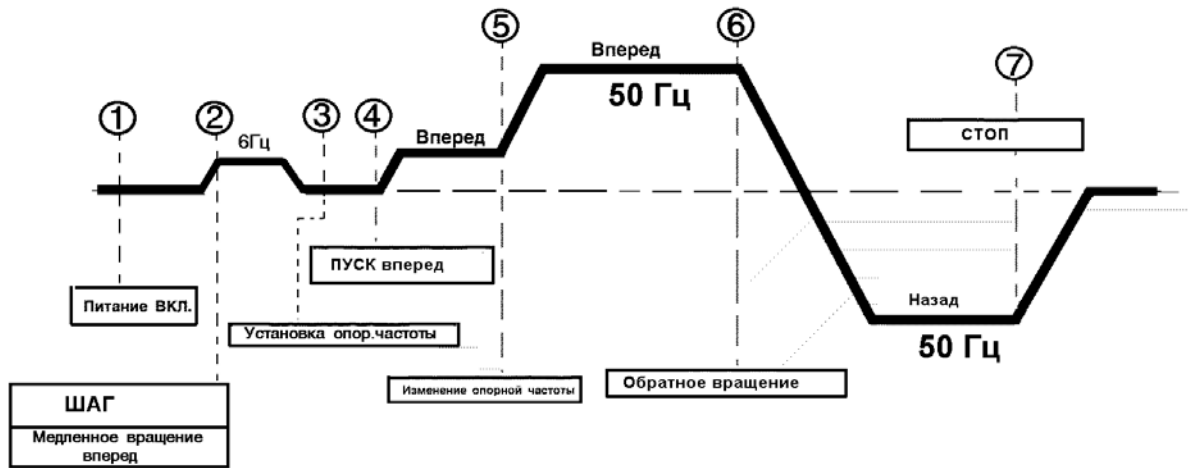 ⑤
Вперед
⑥
50 Гц
⑦
①
②
6Гц
③
④
Вперед
СТОП
ПУСК вперед
Питание ВКЛ.
Установка опор.частоты
Назад
50 Гц
Изменение опорной частоты
Обратное вращение
ШАГ
Медленное вращение
вперед